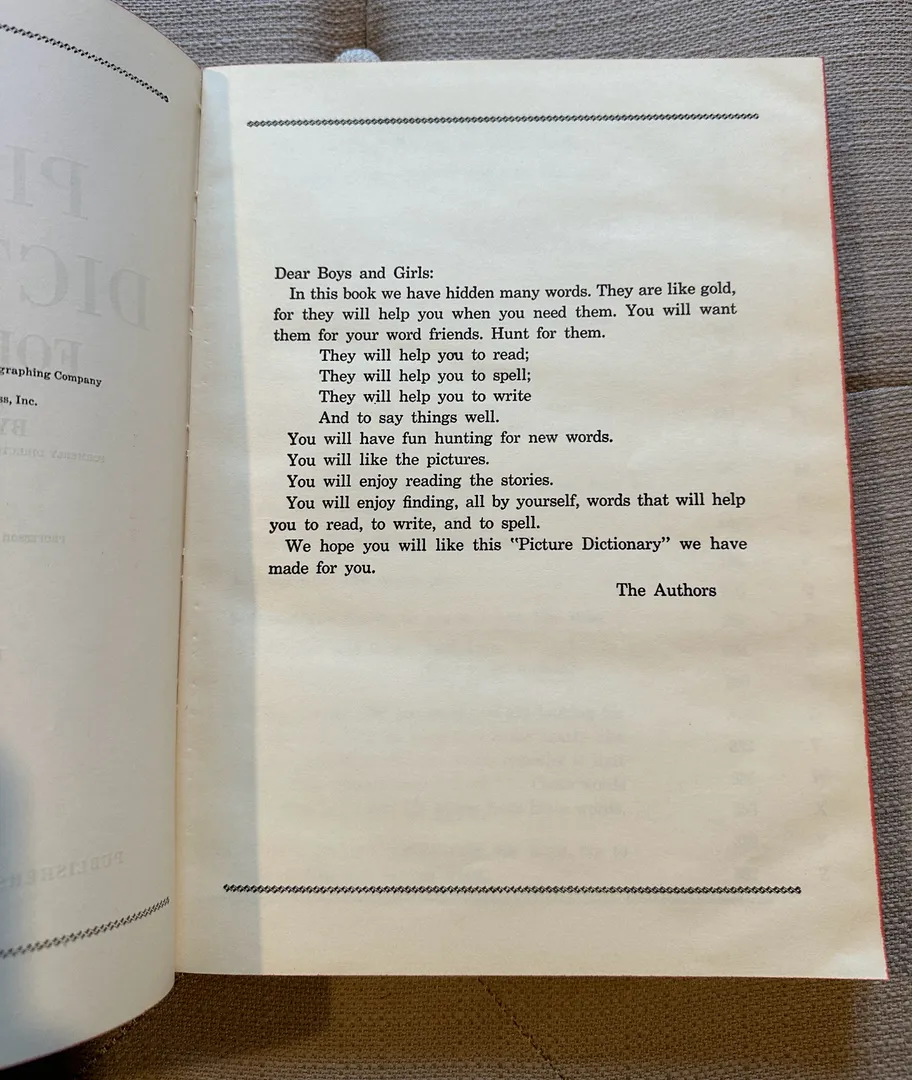 graphing Company
ss, Inc.
Dear Boys and Girls:
In this book we have hidden many words. They are like gold,
for they will help you when you need them. You will want
them for your word friends. Hunt for them.
They will help you to read;
They will help you to spell;
They will help you to write
And to say things well.
You will have fun hunting for new words.
You will like the pictures.
You will enjoy reading the stories.
You will enjoy finding, all by yourself, words that will help
you to read, to write, and to spell.
We hope you will like this "Picture Dictionary" we have
made for you.
The Authors